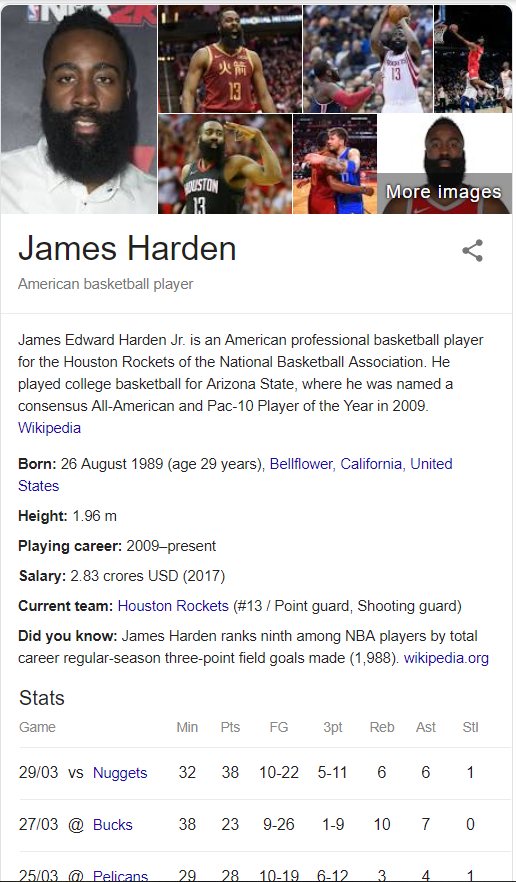 NBA2K
火箭
13
ROCKETS
13
HOUSTON
13
More images
James Harden
American basketball player
James Edward Harden Jr. is an American professional basketball player
for the Houston Rockets of the National Basketball Association. He
played college basketball for Arizona State, where he was named a
consensus All-American and Pac-10 Player of the Year in 2009.
Wikipedia
Born: 26 August 1989 (age 29 years), Bellflower, California, United
States
Height: 1.96 m
Playing career: 2009–present
Salary: 2.83 crores USD (2017)
Current team: Houston Rockets (#13 / Point guard, Shooting guard)
Did you know: James Harden ranks ninth among NBA players by total
career regular-season three-point field goals made (1,988). wikipedia.org
Stats
Game Min Pts FG 3pt Reb Ast Stl
29/03 vs Nuggets 32 38 10-22 5-11 6 6 1
27/03 @ Bucks 38 23 9-26 1-9 10 7 0
25/03 @ Pelicans 29 28 10-19 6-12 3 4 1